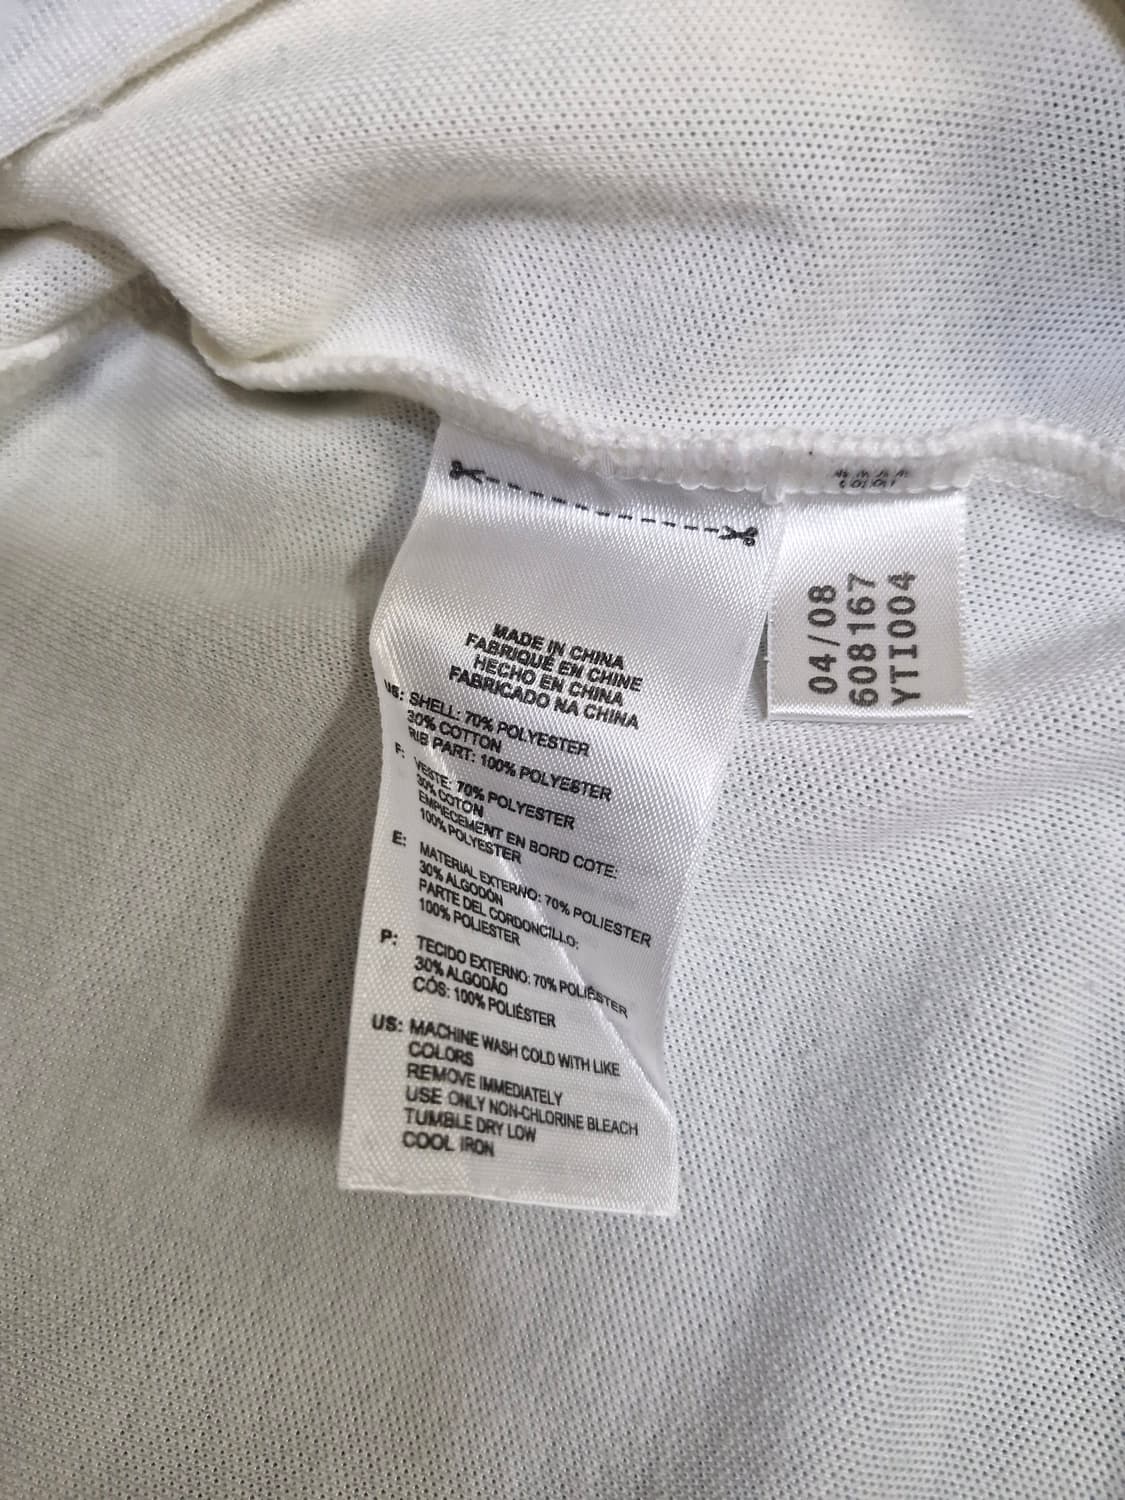 MADE IN CHINA
FABRIQUÉ EN CHINE
HECHO EN CHINA
FABRICADO NA CHINA
US: SHELL: 70% POLYESTER
30% COTTON
RIB PART: 100% POLYESTER
F: VESTE: 70% POLYESTER
30% COTON
EMPIECEMENT EN BORD COTE:
100% POLYESTER
E: MATERIAL EXTERNO: 70% POLIESTER
30% ALGODÓN
PARTE DEL CORDONCILLO:
100% POLIESTER
P: TECIDO EXTERNO: 70% POLIÉSTER
30% ALGODÃO
CÓS: 100% POLIÉSTER
US: MACHINE WASH COLD WITH LIKE
COLORS
REMOVE IMMEDIATELY
USE ONLY NON-CHLORINE BLEACH
TUMBLE DRY LOW
COOL IRON
04/08
608167
YTI004